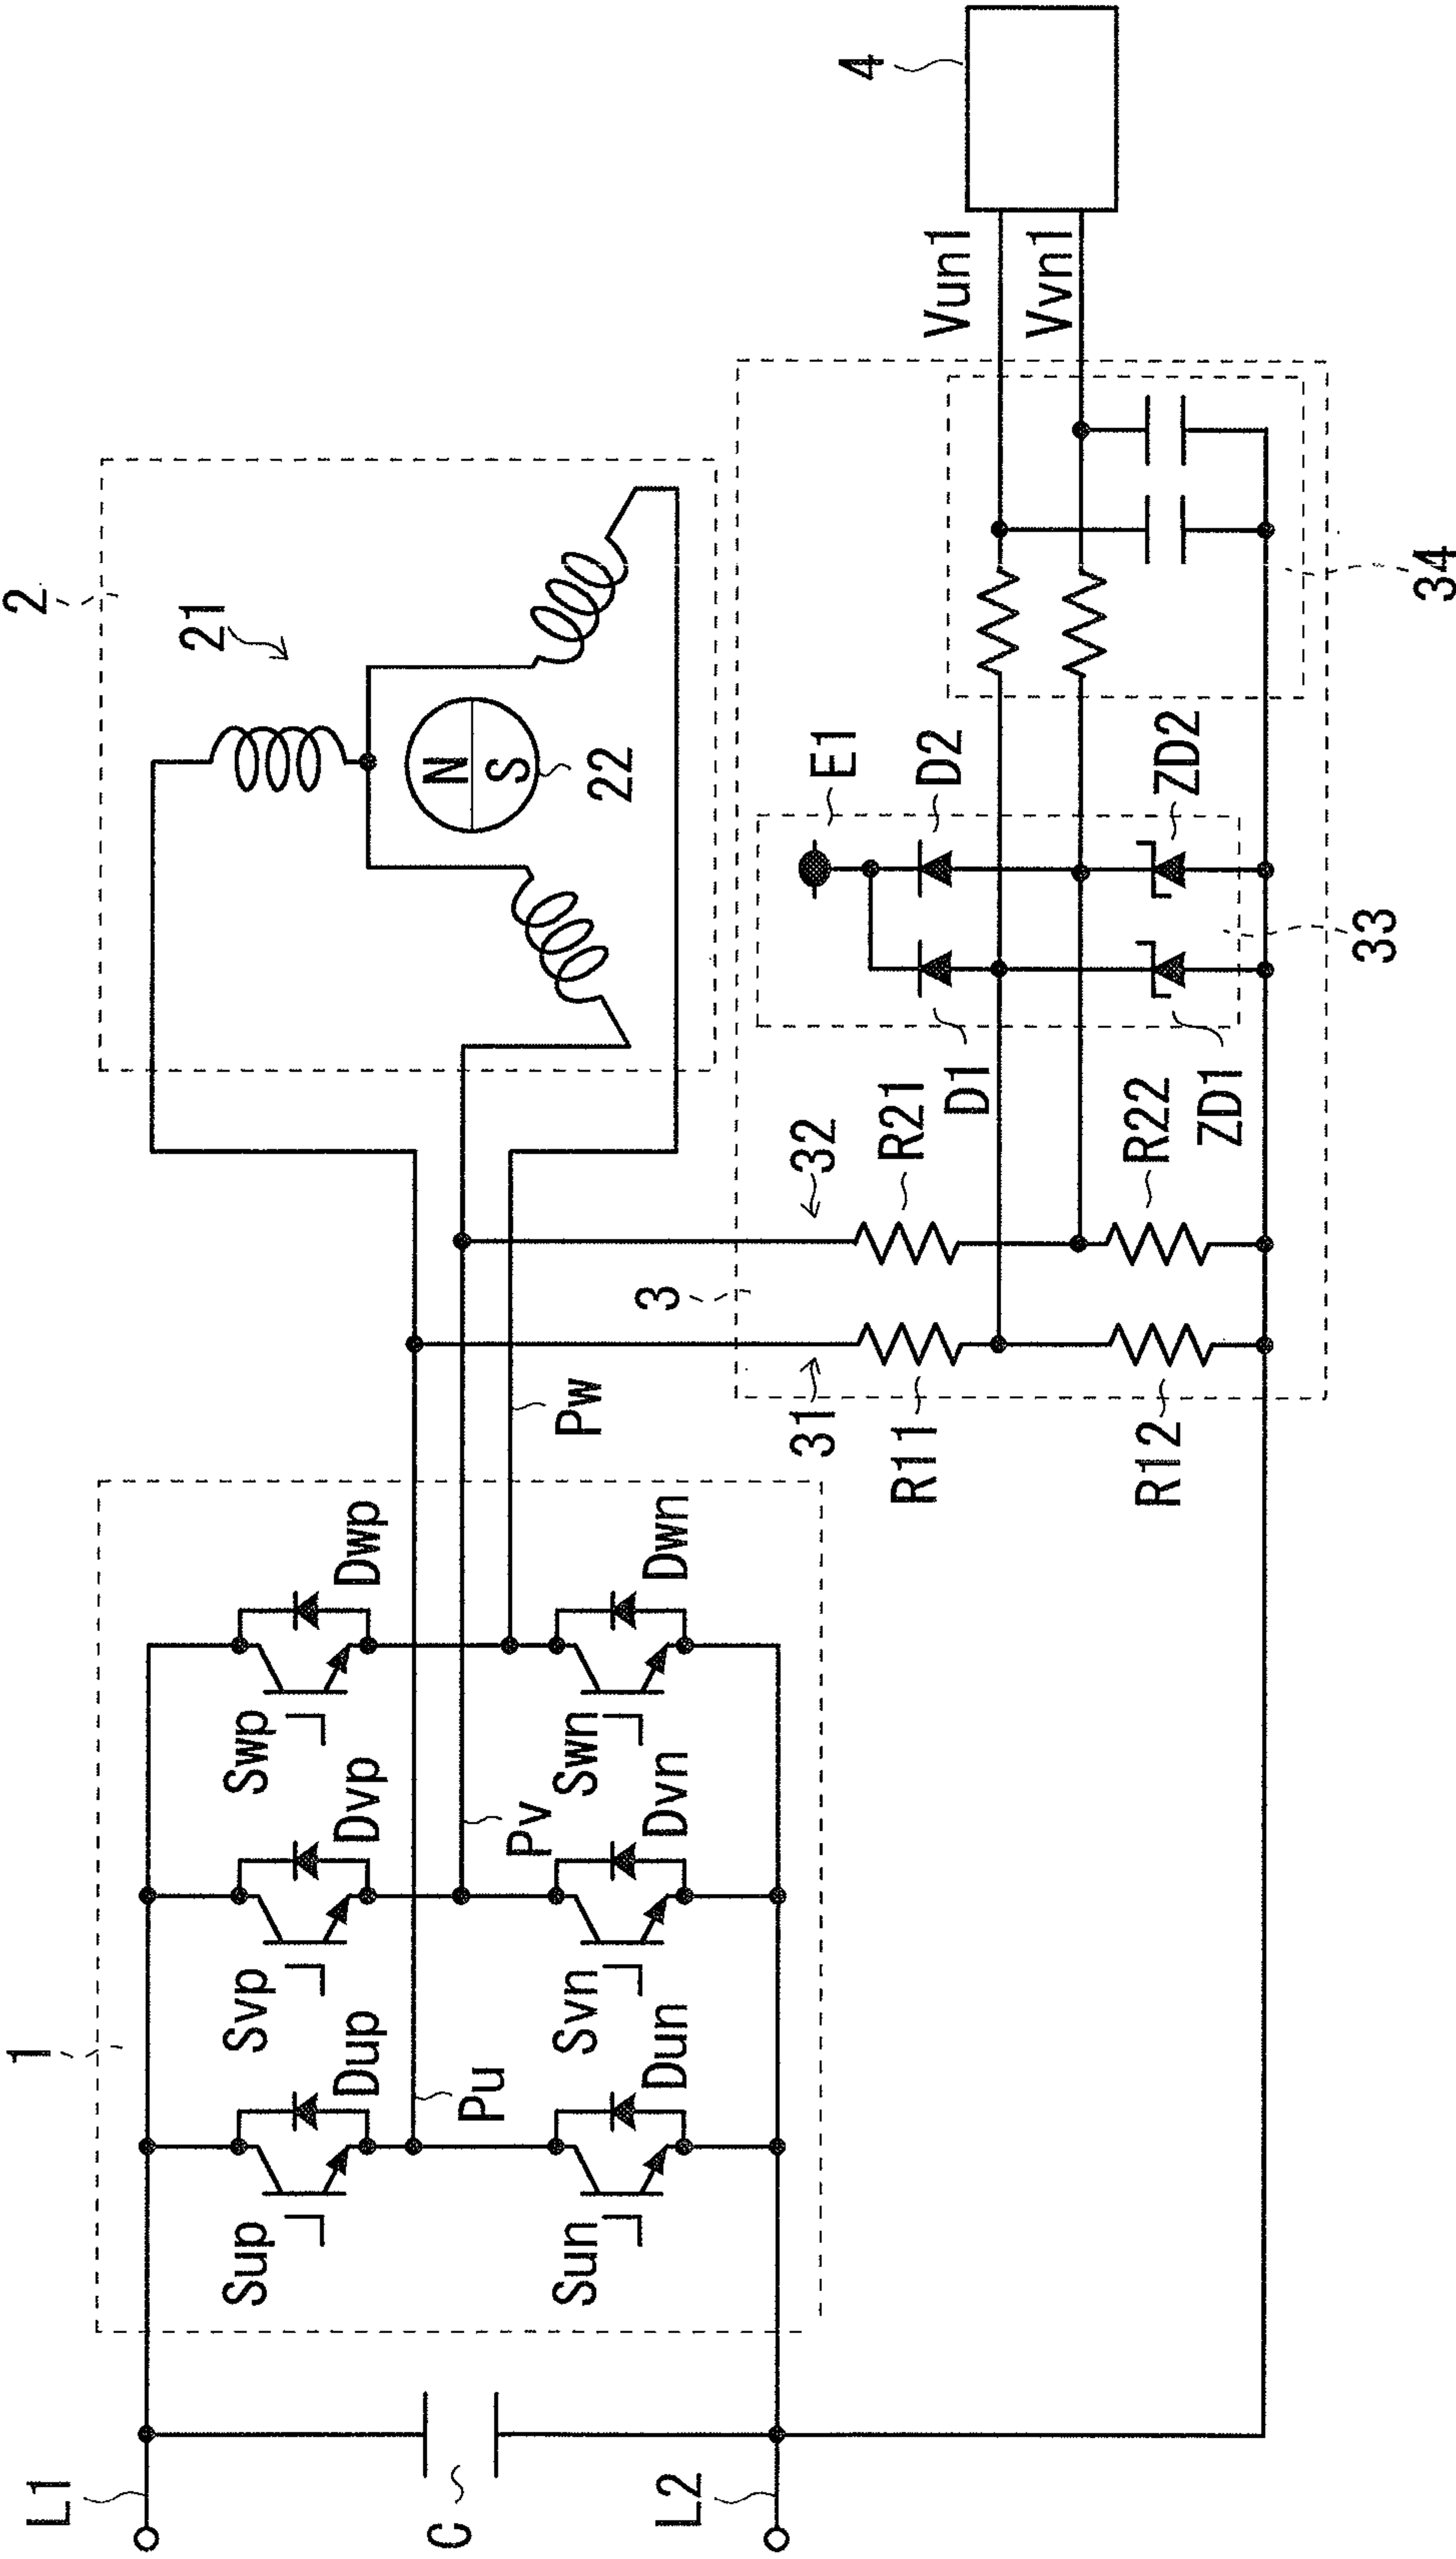 L1
L2
C
1
Sup
Dup
Svp
Dvp
Swp
Dwp
Sun
Dun
Svn
Dvn
Swn
Dwn
Pu
Pv
Pw
2
21
N
S
22
3
31
32
R11
R12
R21
R22
D1
D2
ZD1
ZD2
E1
33
34
Vun1
Vvn1
4